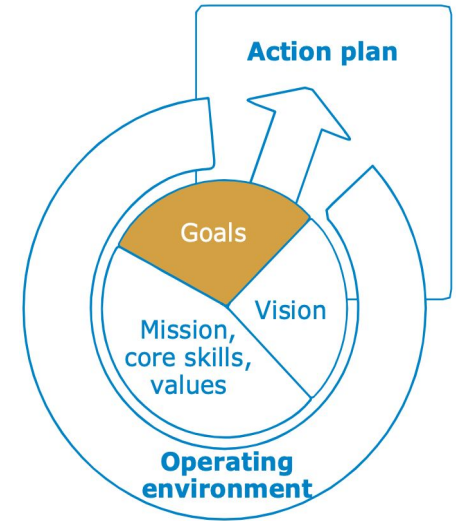 Action plan
Goals
Vision
Mission,
core skills,
values
Operating
environment